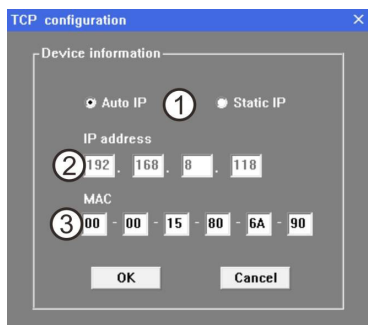 TCP configuration ×
Device information
Auto IP 1 Static IP
IP address
2 192 . 168 . 8 . 118
MAC
3 00 - 00 - 15 - 80 - 6A - 90
OK Cancel